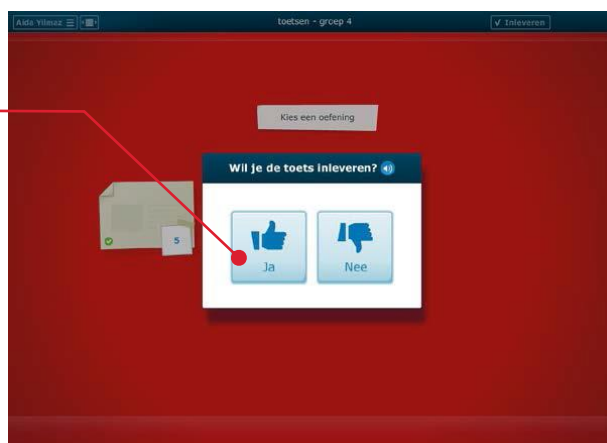 Aida Yilmaz
toetsen - groep 4
√ Inleveren
Kies een oefening
Wil je de toets inleveren?
5
Ja
Nee